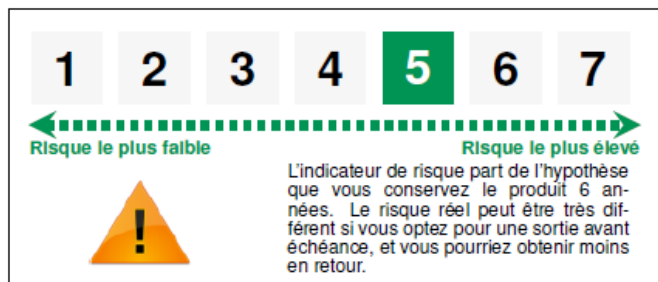 1 2 3 4 5 6 7
Risque le plus faible Risque le plus élevé
L'indicateur de risque part de l'hypothèse
que vous conservez le produit 6 an-
nées. Le risque réel peut être très dif-
férent si vous optez pour une sortie avant
échéance, et vous pourriez obtenir moins
en retour.
!